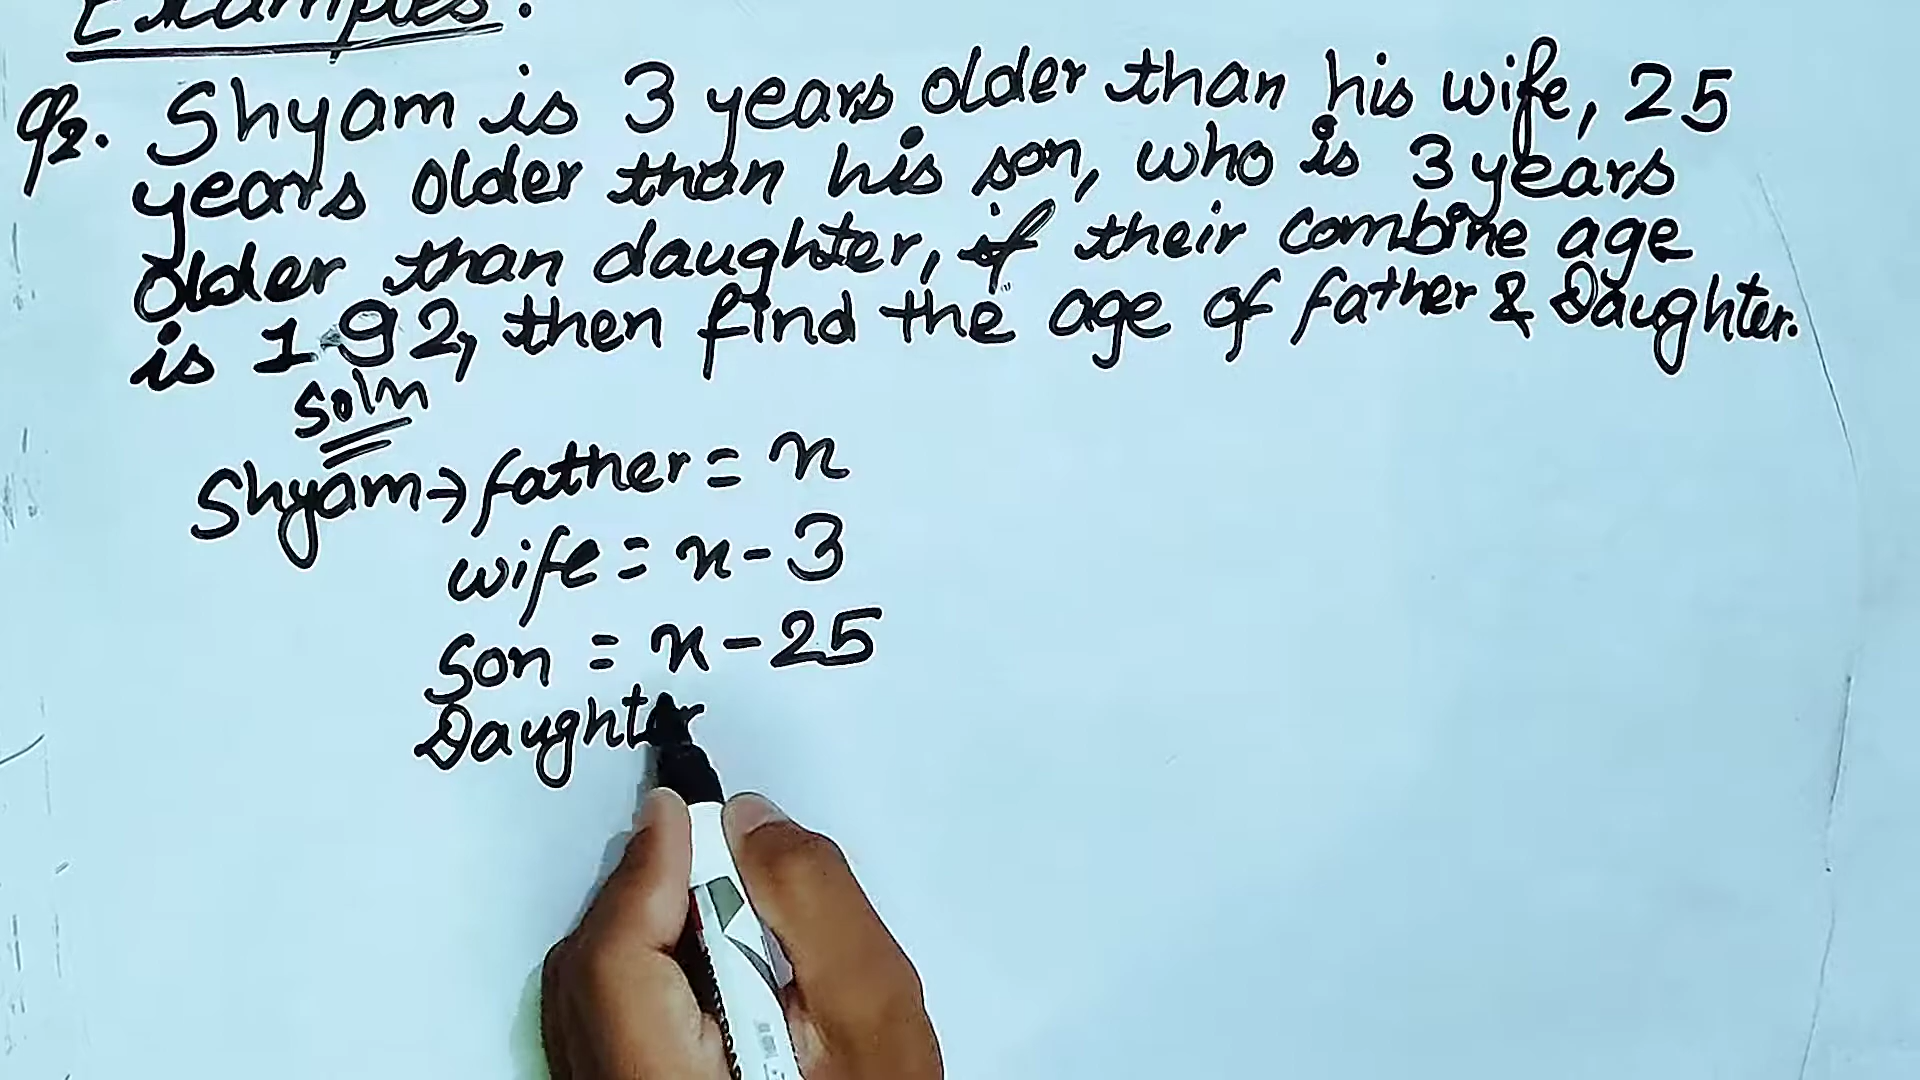 Examples:
Q2. Shyam is 3 years older than his wife, 25
years older than his son, who is 3 years
older than daughter, if their combine age
is 192, then find the age of father & Daughter.
Soln
Shyam → father = x
wife = x - 3
Son = x - 25
Daughter